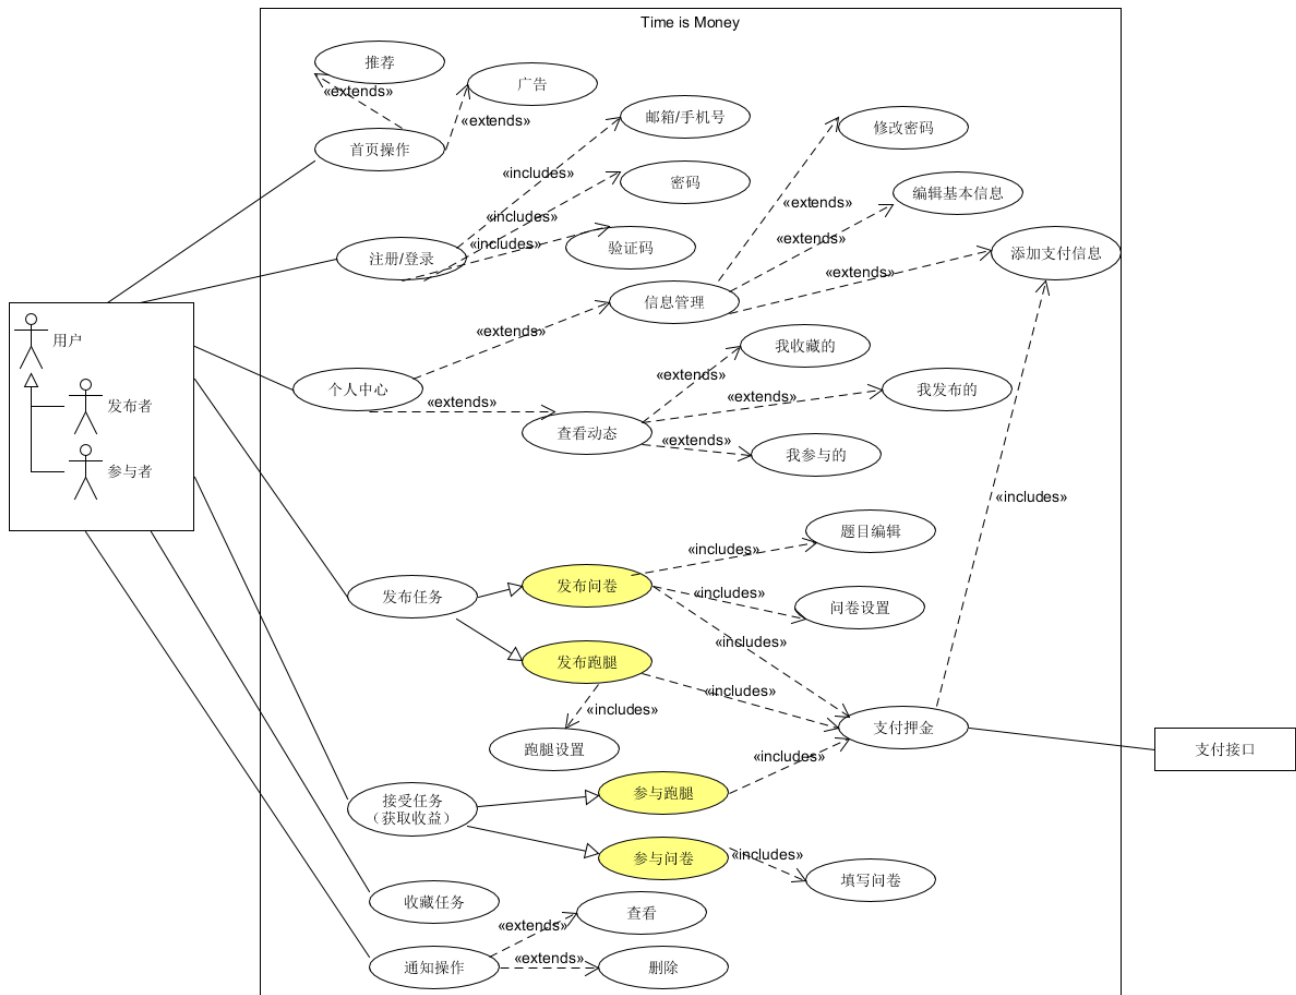 Time is Money
推荐
«extends»
广告
«extends»
首页操作
邮箱/手机号
«includes»
密码
«includes»
验证码
«includes»
注册/登录
修改密码
«extends»
编辑基本信息
«extends»
添加支付信息
«extends»
信息管理
«extends»
用户
发布者
参与者
个人中心
«extends»
查看动态
我收藏的
«extends»
我发布的
«extends»
我参与的
«extends»
«includes»
题目编辑
«includes»
发布任务
发布问卷
«includes»
问卷设置
«includes»
发布跑腿
«includes»
«includes»
跑腿设置
支付押金
支付接口
«includes»
接受任务
（获取收益）
参与跑腿
参与问卷
«includes»
填写问卷
收藏任务
查看
«extends»
通知操作
«extends»
删除